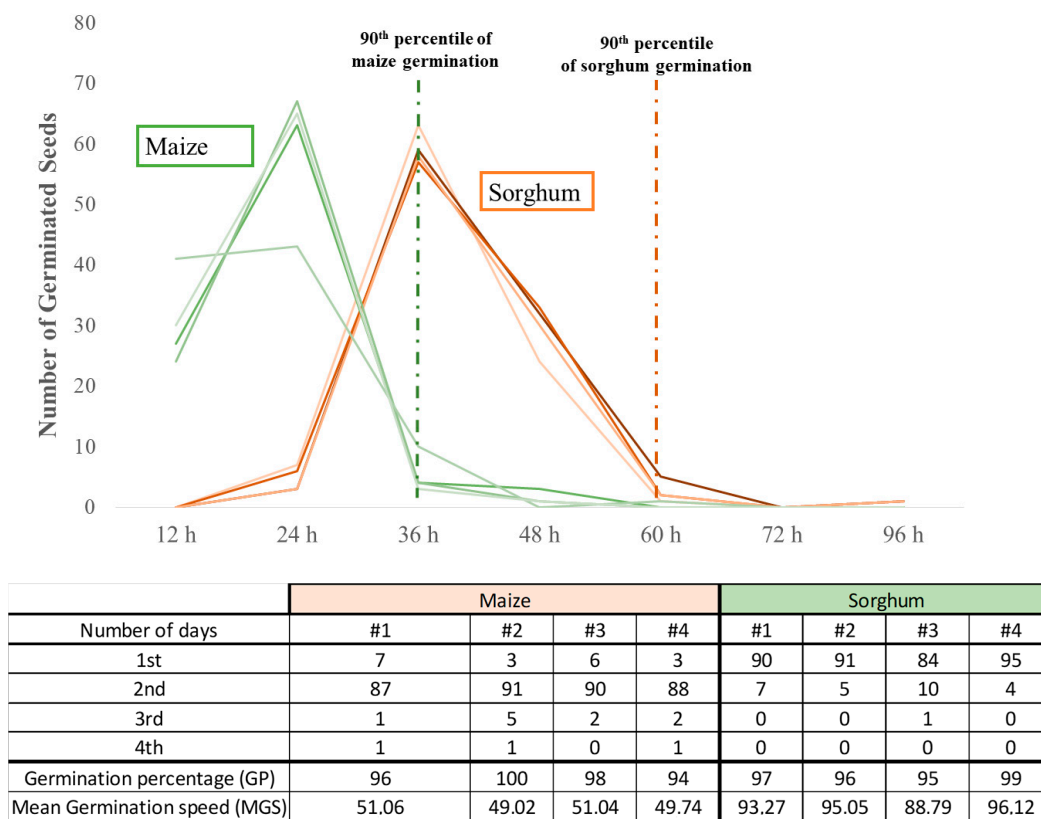 80
90th percentile of
maize germination
90th percentile
of sorghum germination
70
60
50
40
30
20
10
0
Number of Germinated Seeds
Maize
Sorghum
12 h 24 h 36 h 48 h 60 h 72 h 96 h
Maize Sorghum
Number of days #1 #2 #3 #4 #1 #2 #3 #4
1st 7 3 6 3 90 91 84 95
2nd 87 91 90 88 7 5 10 4
3rd 1 5 2 2 0 0 1 0
4th 1 1 0 1 0 0 0 0
Germination percentage (GP) 96 100 98 94 97 96 95 99
Mean Germination speed (MGS) 51,06 49.02 51.04 49.74 93,27 95.05 88.79 96,12